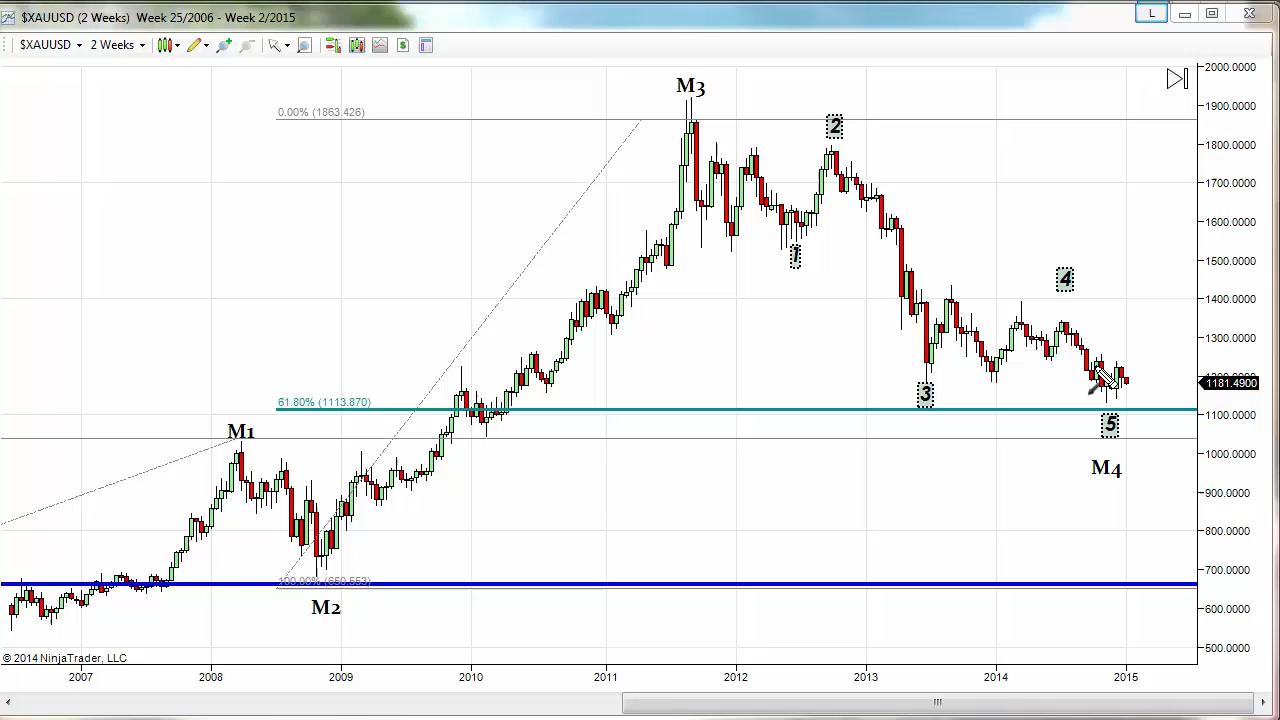 $XAUUSD (2 Weeks)  Week 25/2006 - Week 2/2015
L
$XAUUSD 2 Weeks
$
2000.0000
1900.0000
1800.0000
1700.0000
1600.0000
1500.0000
1400.0000
1300.0000
1181.4900
1100.0000
1000.0000
900.0000
800.0000
700.0000
600.0000
500.0000
M3
0.00% (1863.426)
2
1
4
3
61.80% (1113.870)
5
M1
M4
100.00% (650.553)
M2
© 2014 NinjaTrader, LLC
2007 2008 2009 2010 2011 2012 2013 2014 2015